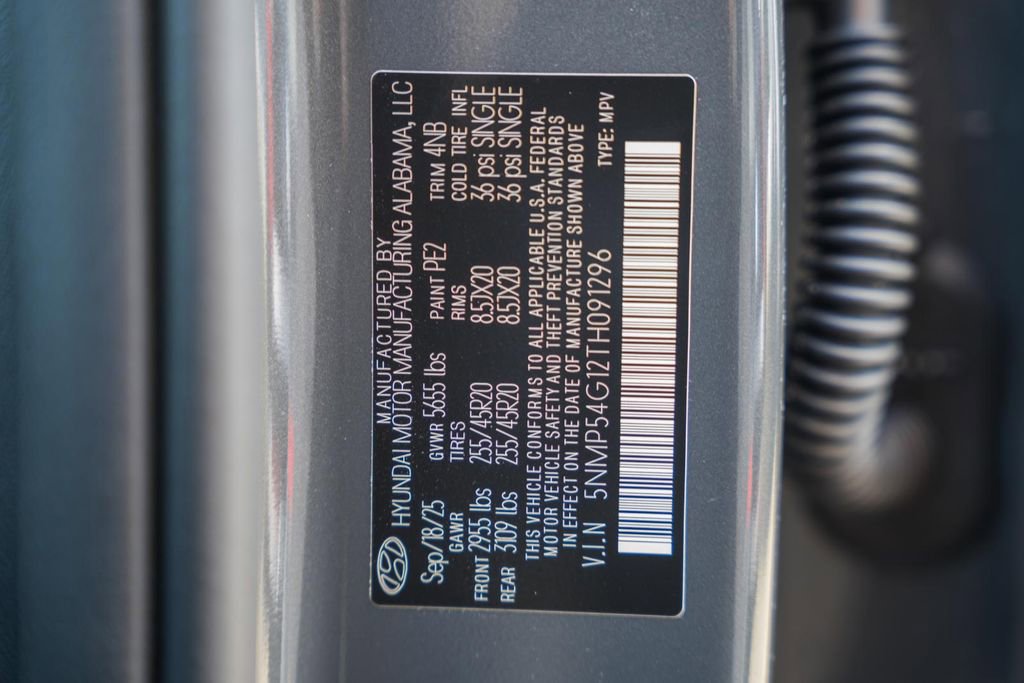 MANUFACTURED BY
HYUNDAI MOTOR MANUFACTURING ALABAMA, LLC
Sep/18/25 GVWR 5655 lbs PAINT PE2 TRIM 4NB
GAWR TIRES RIMS COLD TIRE INFL
FRONT 2955 lbs 255/45R20 8.5JX20 36 psi SINGLE
REAR 3109 lbs 255/45R20 8.5JX20 36 psi SINGLE
THIS VEHICLE CONFORMS TO ALL APPLICABLE U.S.A. FEDERAL
MOTOR VEHICLE SAFETY AND THEFT PREVENTION STANDARDS
IN EFFECT ON THE DATE OF MANUFACTURE SHOWN ABOVE
V.I.N 5NMP54G12TH091296 TYPE: MPV